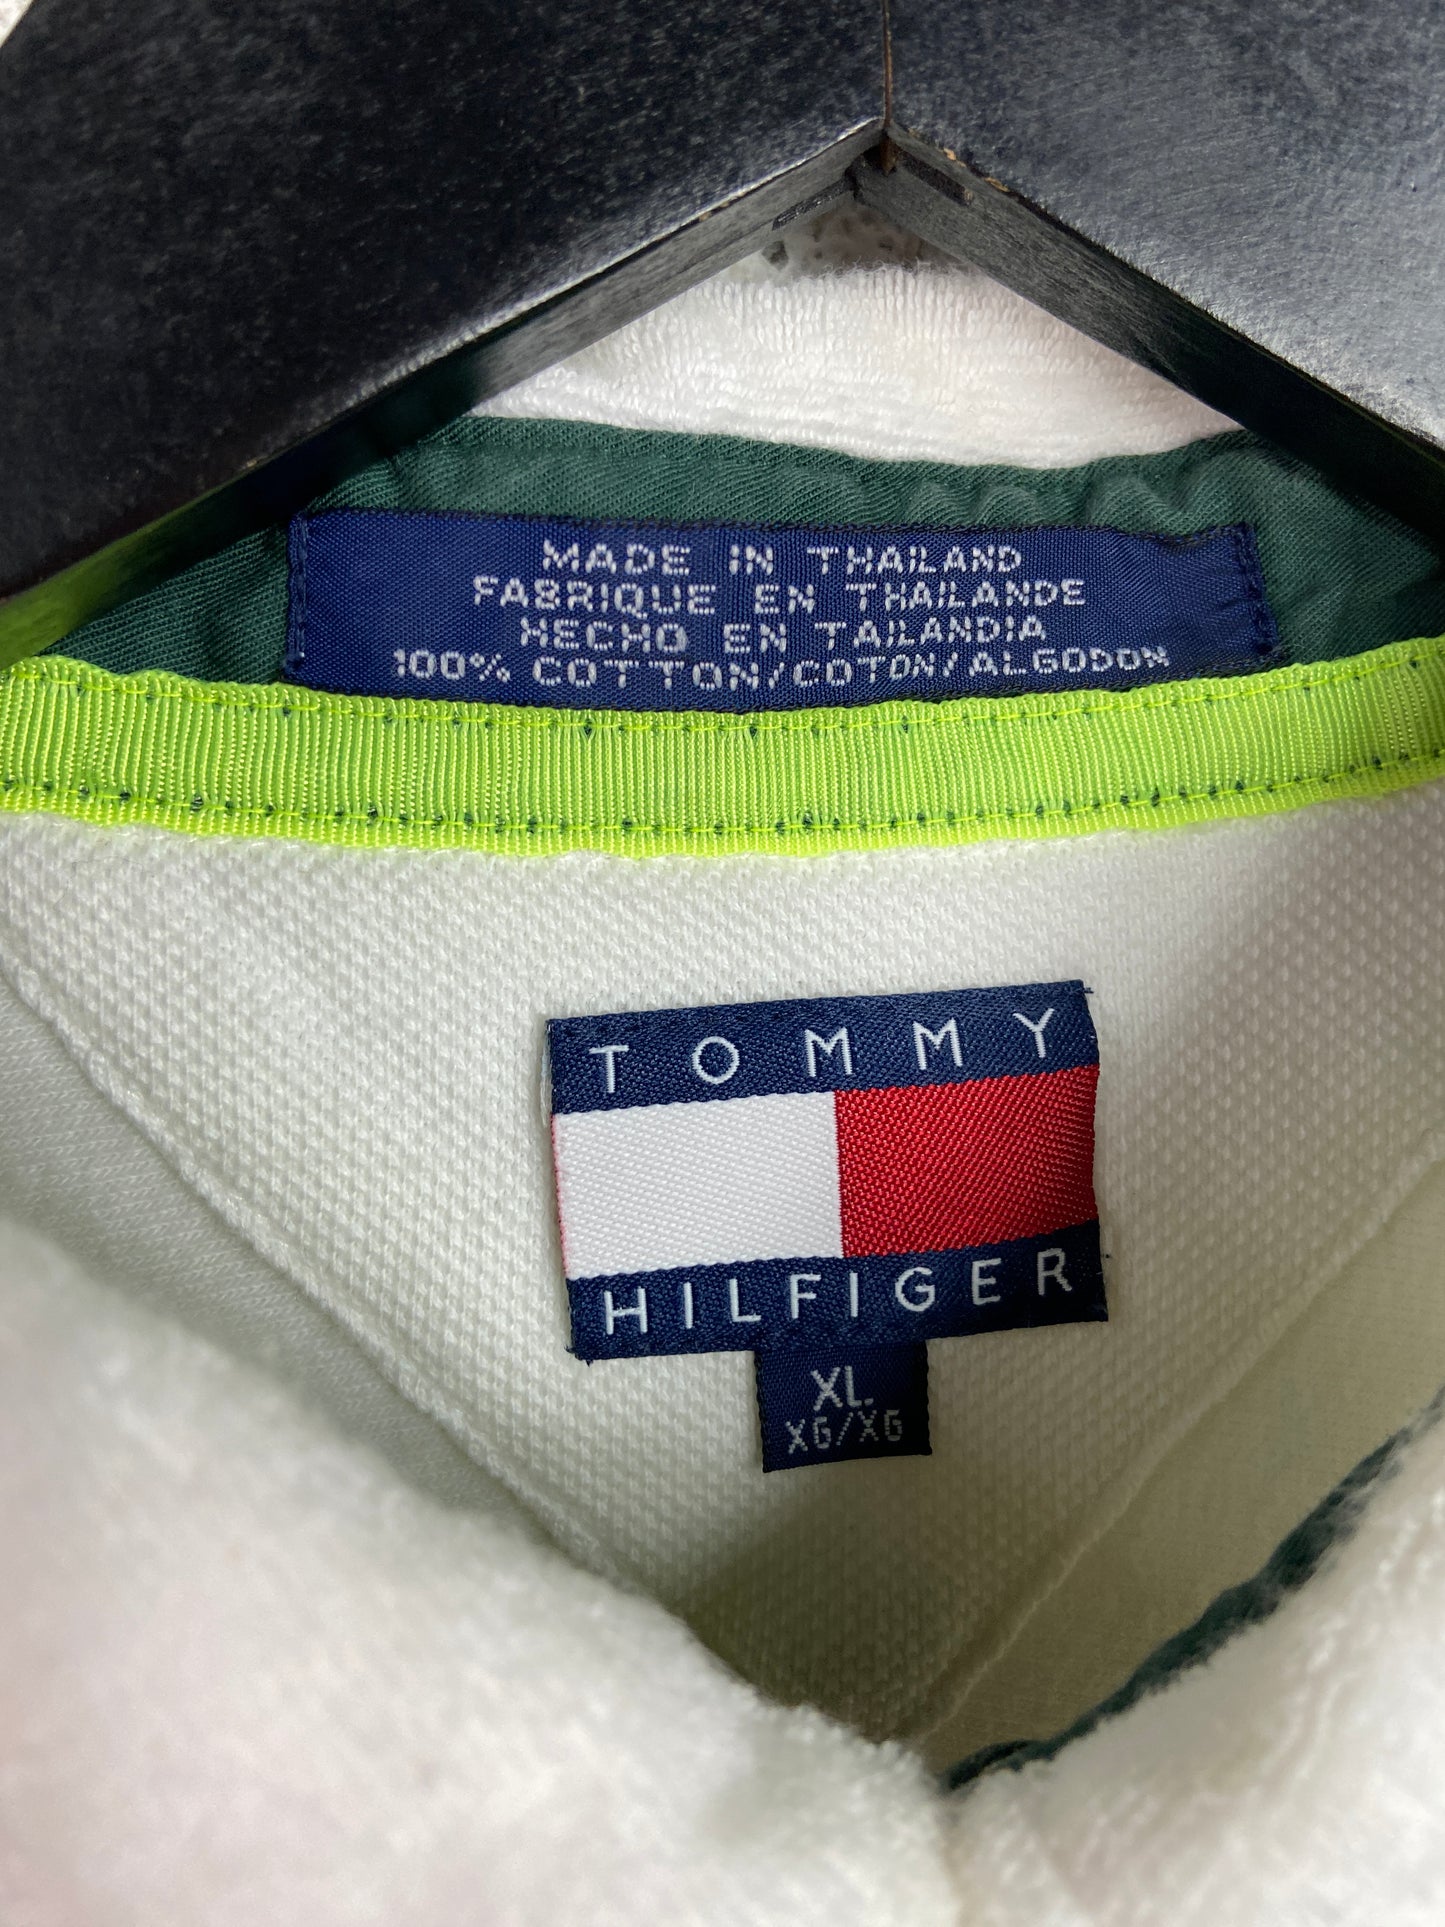 MADE IN THAILAND
FABRIQUE EN THAILANDE
HECHO EN TAILANDIA
100% COTTON/COTON/ALGODON
TOMMY
HILFIGER
XL
XG/XG